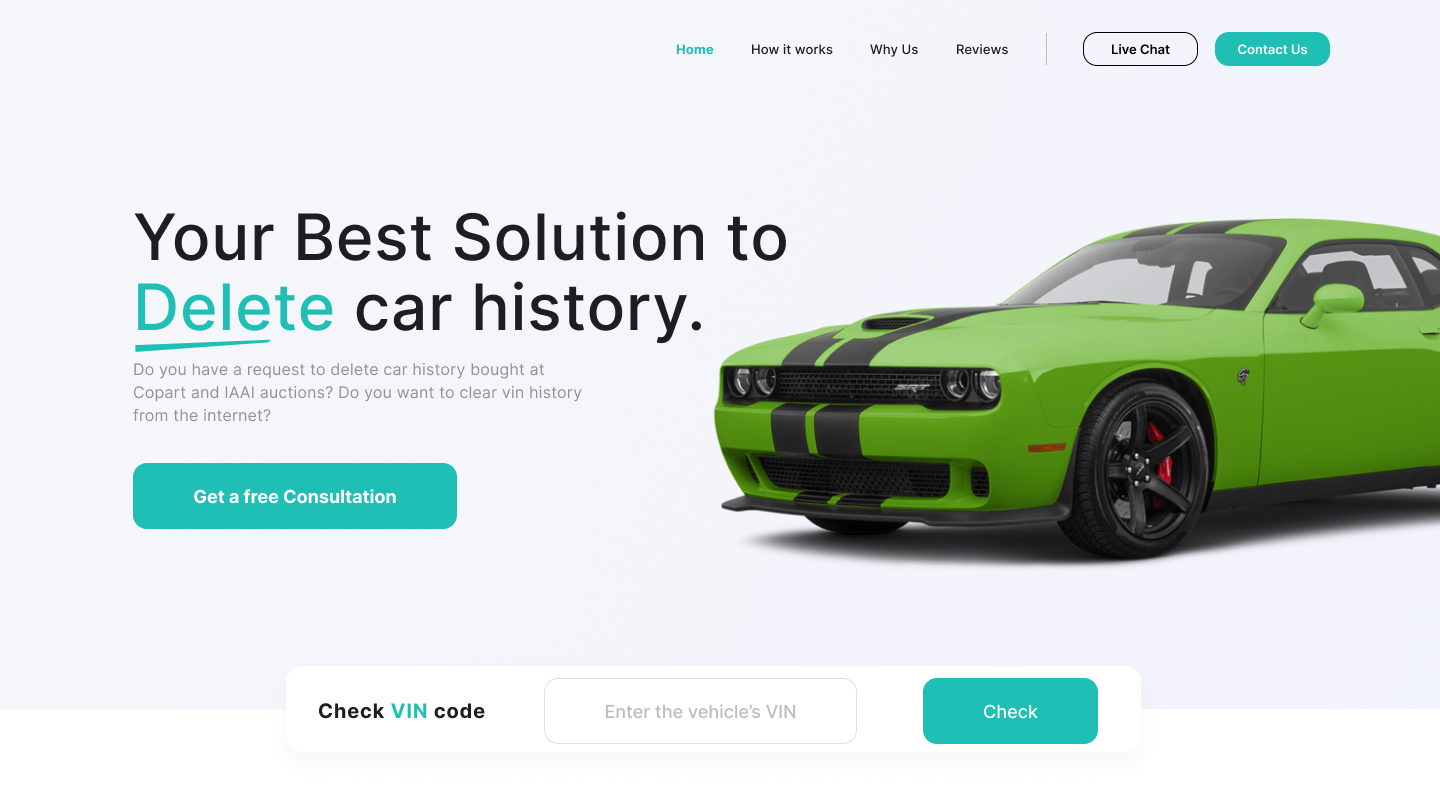 Home How it works Why Us Reviews Live Chat Contact Us
Your Best Solution to
Delete car history.
Do you have a request to delete car history bought at
Copart and IAAI auctions? Do you want to clear vin history
from the internet?
Get a free Consultation
SRT
Check VIN code Enter the vehicle’s VIN Check